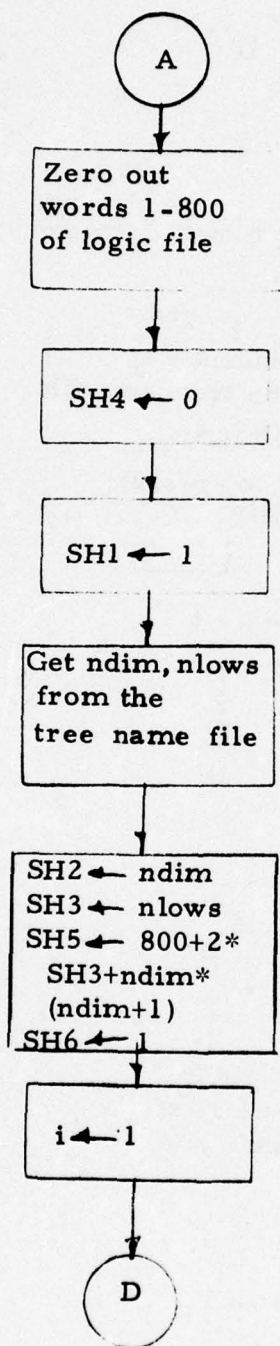 A
Zero out
words 1-800
of logic file
SH4 ← 0
SH1 ← 1
Get ndim, nlows
from the
tree name file
SH2 ← ndim
SH3 ← nlows
SH5 ← 800+2*
SH3+ndim*
(ndim+1)
SH6 ← 1
i ← 1
D